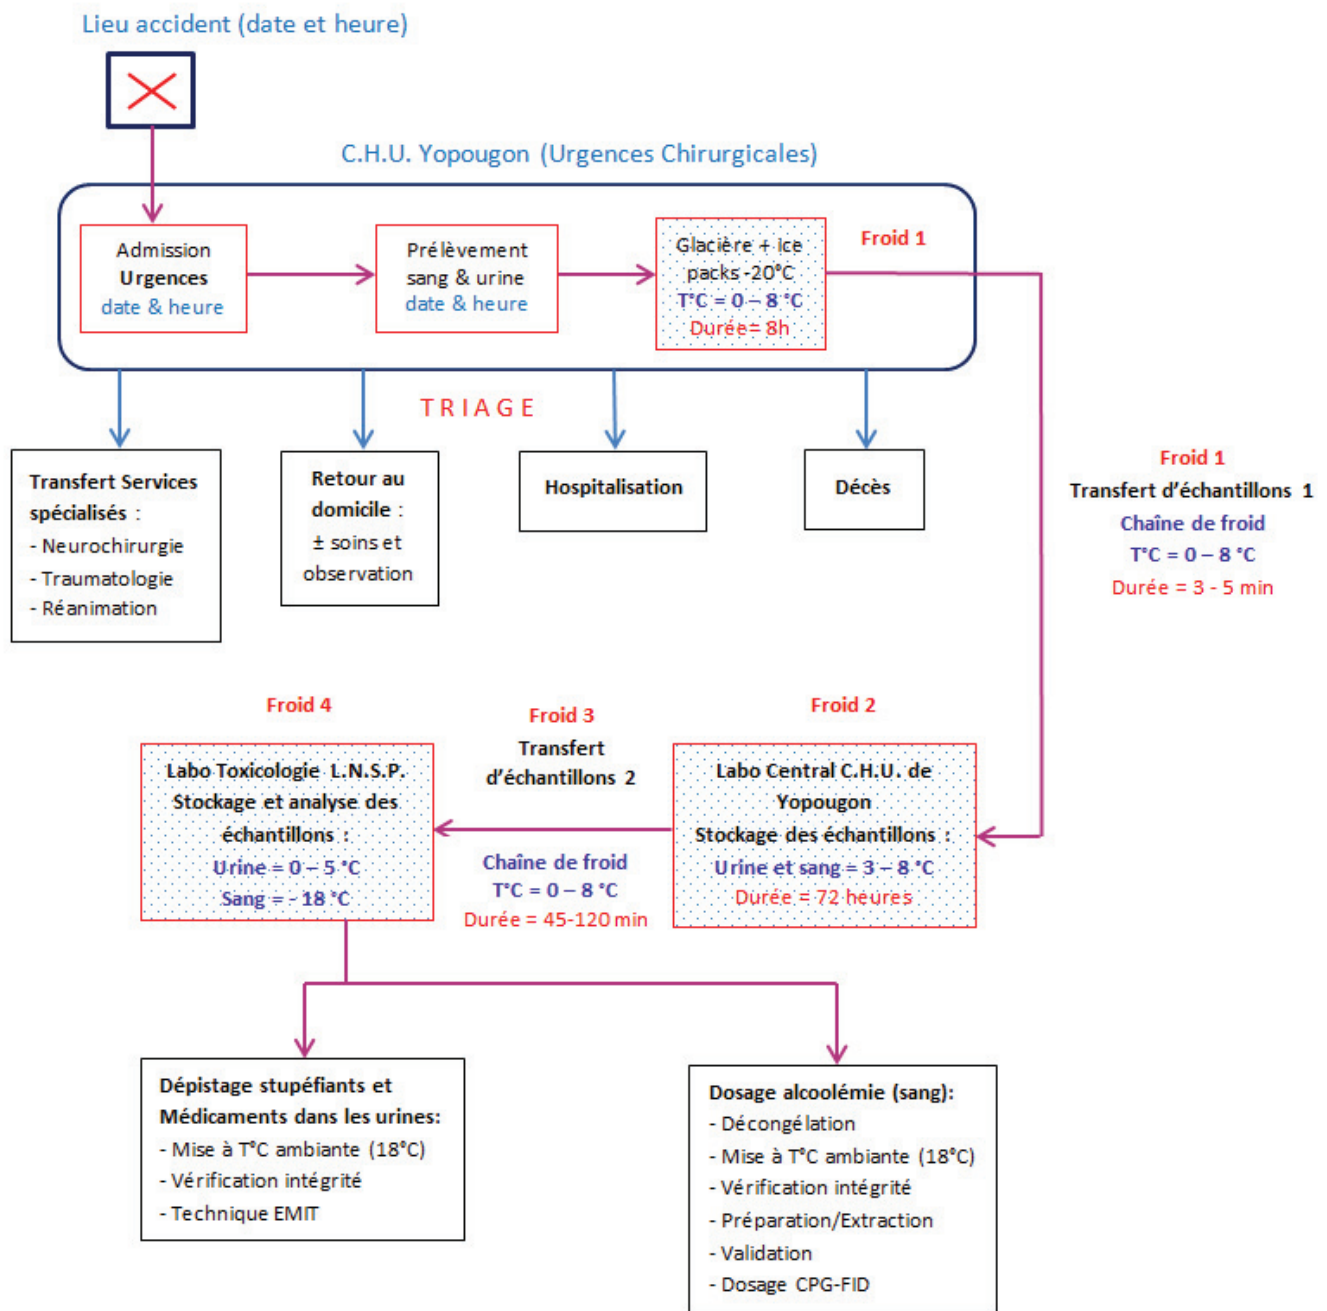 Lieu accident (date et heure)
C.H.U. Yopougon (Urgences Chirurgicales)
Admission
Urgences
date & heure
Prélèvement
sang & urine
date & heure
Glacière + ice
packs -20°C
T°C = 0 – 8 °C
Durée= 8h
Froid 1
TRIAGE
Transfert Services
spécialisés :
- Neurochirurgie
- Traumatologie
- Réanimation
Retour au
domicile :
± soins et
observation
Hospitalisation
Décès
Froid 1
Transfert d'échantillons 1
Chaîne de froid
T°C = 0 – 8 °C
Durée = 3 - 5 min
Froid 2
Labo Central C.H.U. de
Yopougon
Stockage des échantillons :
Urine et sang = 3 – 8 °C
Durée = 72 heures
Froid 3
Transfert
d'échantillons 2
Chaîne de froid
T°C = 0 – 8 °C
Durée = 45-120 min
Froid 4
Labo Toxicologie L.N.S.P.
Stockage et analyse des
échantillons :
Urine = 0 – 5 °C
Sang = - 18 °C
Dépistage stupéfiants et
Médicaments dans les urines:
- Mise à T°C ambiante (18°C)
- Vérification intégrité
- Technique EMIT
Dosage alcoolémie (sang):
- Décongélation
- Mise à T°C ambiante (18°C)
- Vérification intégrité
- Préparation/Extraction
- Validation
- Dosage CPG-FID